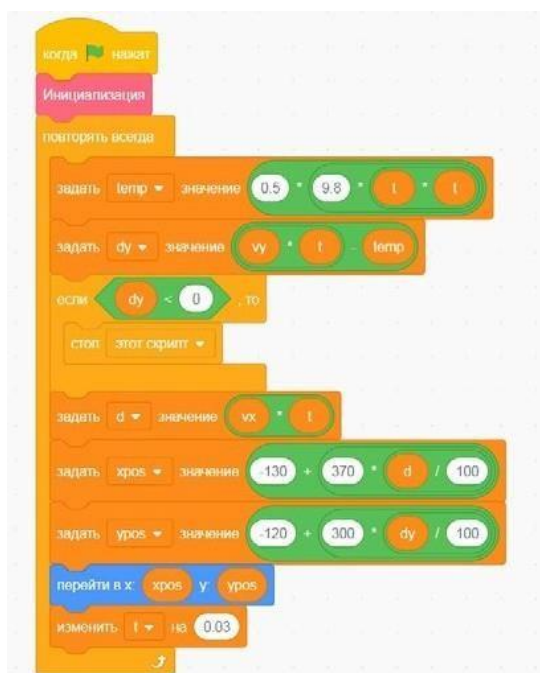 когда нажат
Инициализация
повторять всегда
задать temp значение 0.5 * 9.8 * t * t
задать dy значение vy * t - temp
если dy < 0 , то
стоп этот скрипт
задать d значение vx * t
задать xpos значение -130 + 370 * d / 100
задать ypos значение -120 + 300 * dy / 100
перейти в x: xpos y: ypos
изменить t на 0.03